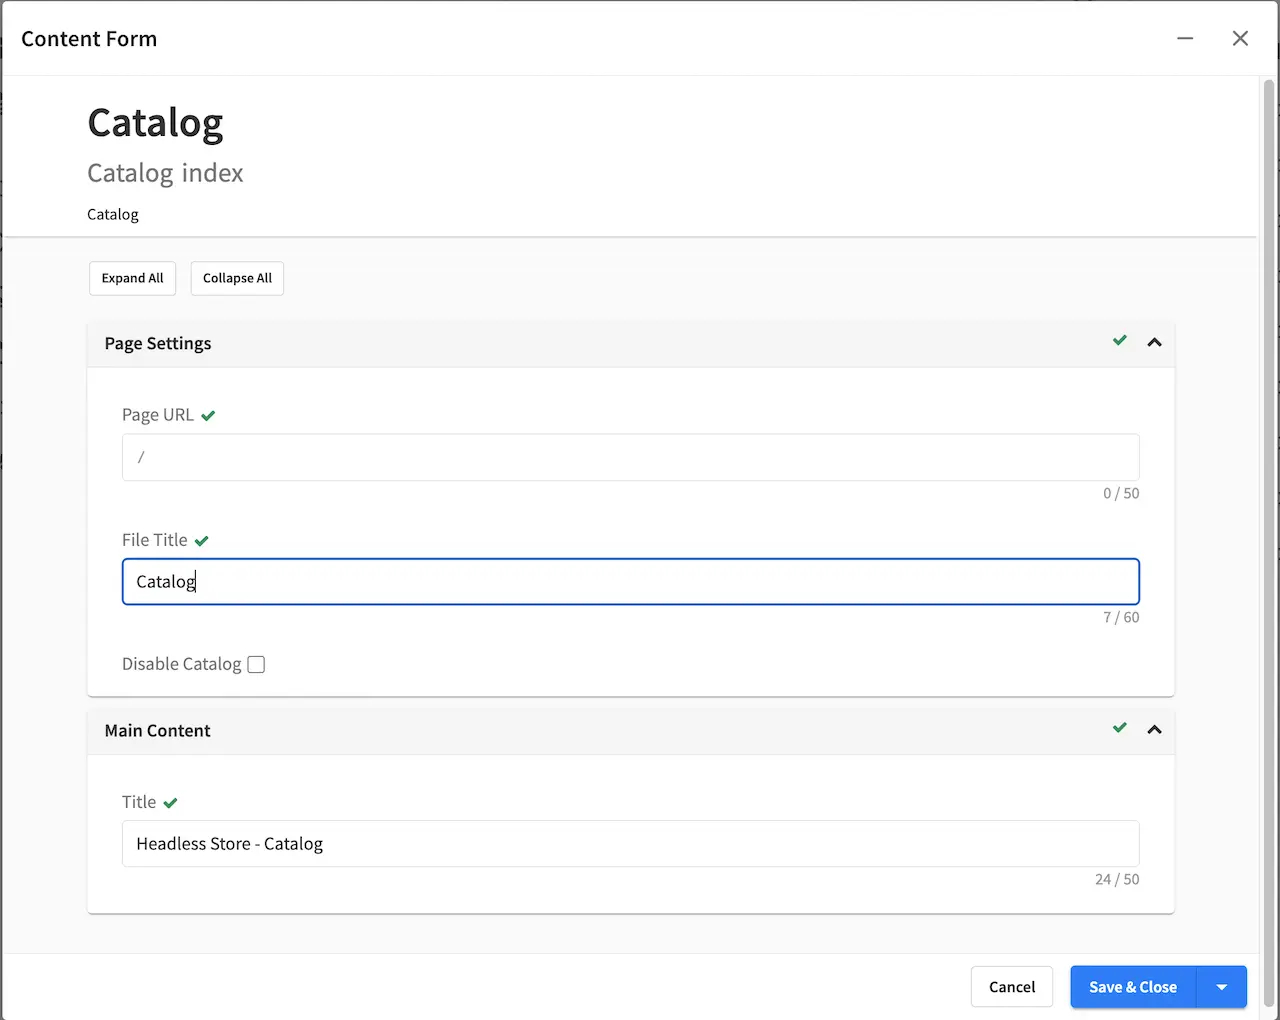 Content Form
Catalog
Catalog index
Catalog
Expand All Collapse All
Page Settings
Page URL
/
0 / 50
File Title
Catalog
7 / 60
Disable Catalog
Main Content
Title
Headless Store - Catalog
24 / 50
Cancel Save & Close